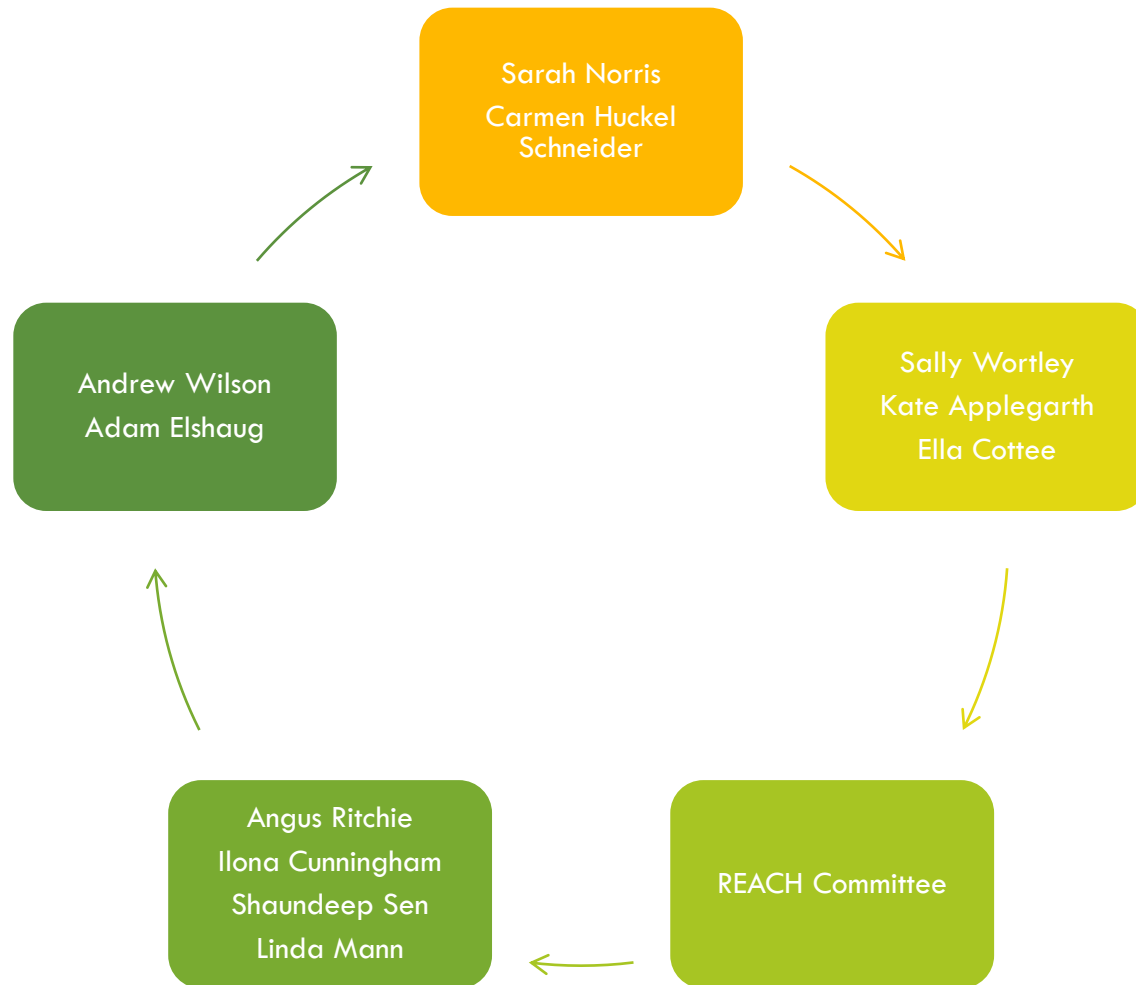 Sarah Norris
Carmen Huckel
Schneider
Sally Wortley
Kate Applegarth
Ella Cottee
REACH Committee
Angus Ritchie
Ilona Cunningham
Shaundeep Sen
Linda Mann
Andrew Wilson
Adam Elshaug